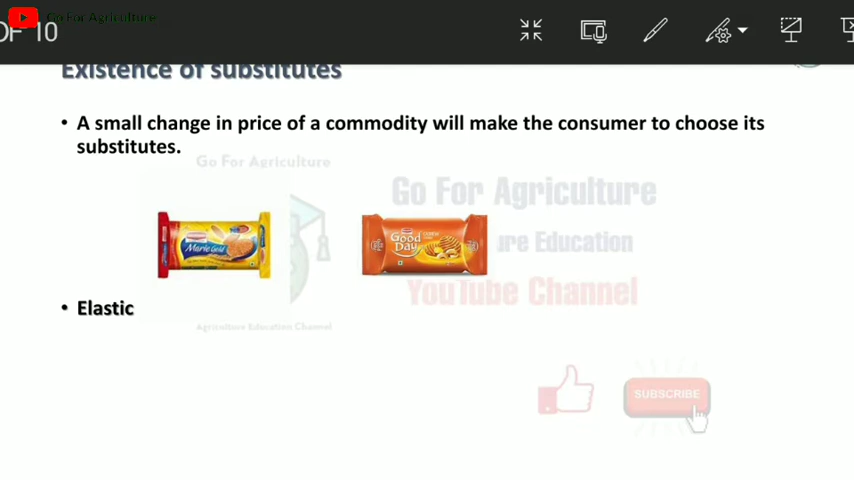 Go For Agriculture
OF 10
Existence of substitutes
• A small change in price of a commodity will make the consumer to choose its
substitutes.
Go For Agriculture
Go For Agriculture
re Education
YouTube Channel
Marie Gold
Good
Day
• Elastic
Agriculture Education Channel
SUBSCRIBE